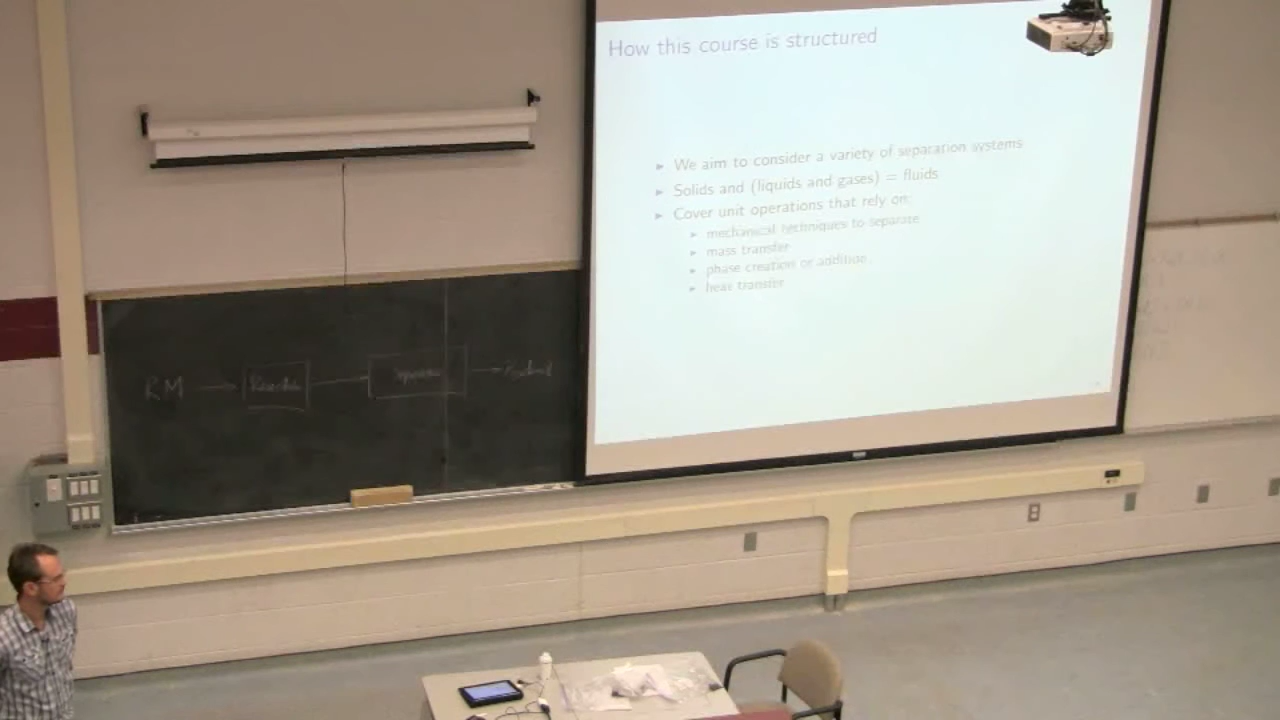 How this course is structured
► We aim to consider a variety of separation systems
► Solids and (liquids and gases) = fluids
► Cover unit operations that rely on:
► mechanical techniques to separate
► mass transfer
► phase creation or addition
► heat transfer
RM → Reactor → → Product